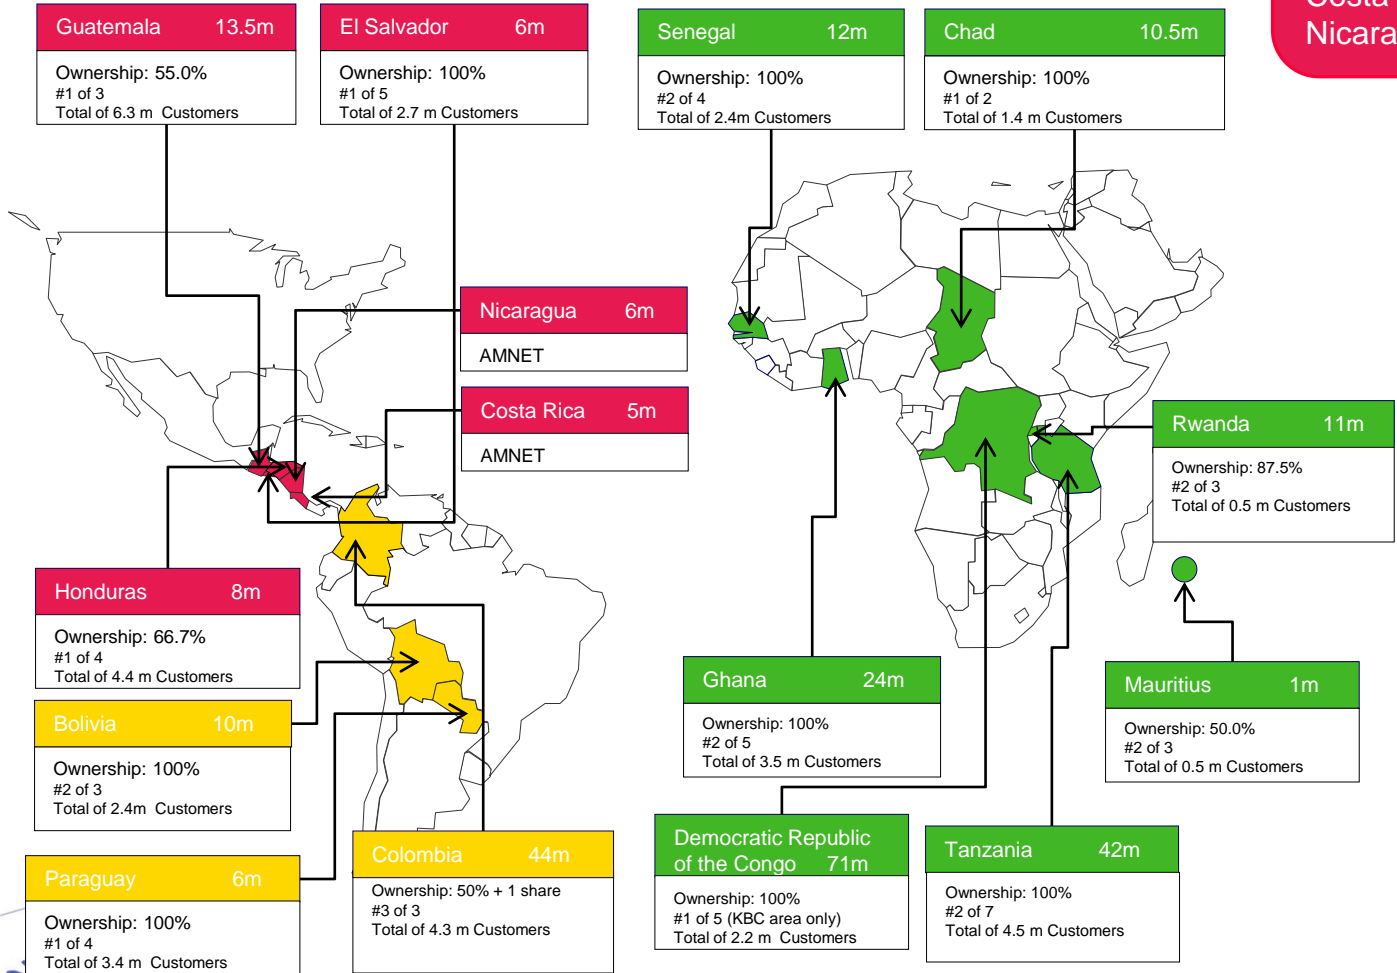 Guatemala 13.5m
Ownership: 55.0%
#1 of 3
Total of 6.3 m Customers
El Salvador 6m
Ownership: 100%
#1 of 5
Total of 2.7 m Customers
Senegal 12m
Ownership: 100%
#2 of 4
Total of 2.4m Customers
Chad 10.5m
Ownership: 100%
#1 of 2
Total of 1.4 m Customers
Nicaragua 6m
AMNET
Costa Rica 5m
AMNET
Rwanda 11m
Ownership: 87.5%
#2 of 3
Total of 0.5 m Customers
Honduras 8m
Ownership: 66.7%
#1 of 4
Total of 4.4 m Customers
Bolivia 10m
Ownership: 100%
#2 of 3
Total of 2.4m Customers
Paraguay 6m
Ownership: 100%
#1 of 4
Total of 3.4 m Customers
Colombia 44m
Ownership: 50% + 1 share
#3 of 3
Total of 4.3 m Customers
Ghana 24m
Ownership: 100%
#2 of 5
Total of 3.5 m Customers
Mauritius 1m
Ownership: 50.0%
#2 of 3
Total of 0.5 m Customers
Democratic Republic
of the Congo 71m
Ownership: 100%
#1 of 5 (KBC area only)
Total of 2.2 m Customers
Tanzania 42m
Ownership: 100%
#2 of 7
Total of 4.5 m Customers